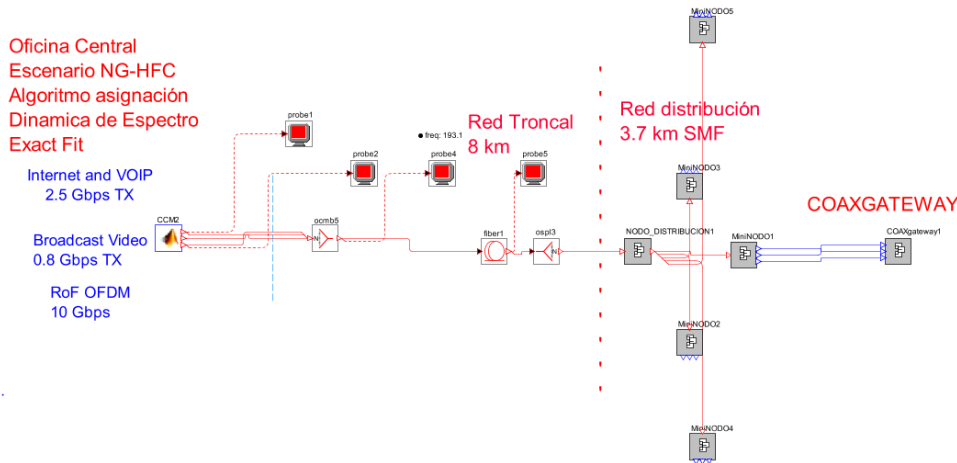 Oficina Central
Escenario NG-HFC
Algoritmo asignación
Dinamica de Espectro
Exact Fit
Internet and VOIP
2.5 Gbps TX
Broadcast Video
0.8 Gbps TX
RoF OFDM
10 Gbps
CCM2
probe1
probe2
freq: 193.1
probe4
Red Troncal
8 km
probe5
ocmb5
N
fiber1
ospl3
IN
Red distribución
3.7 km SMF
NODO_DISTRIBUCION1
MiniNODO5
MiniNODO3
MiniNODO1
MiniNODO2
MiniNODO4
COAXGATEWAY
COAXgateway1